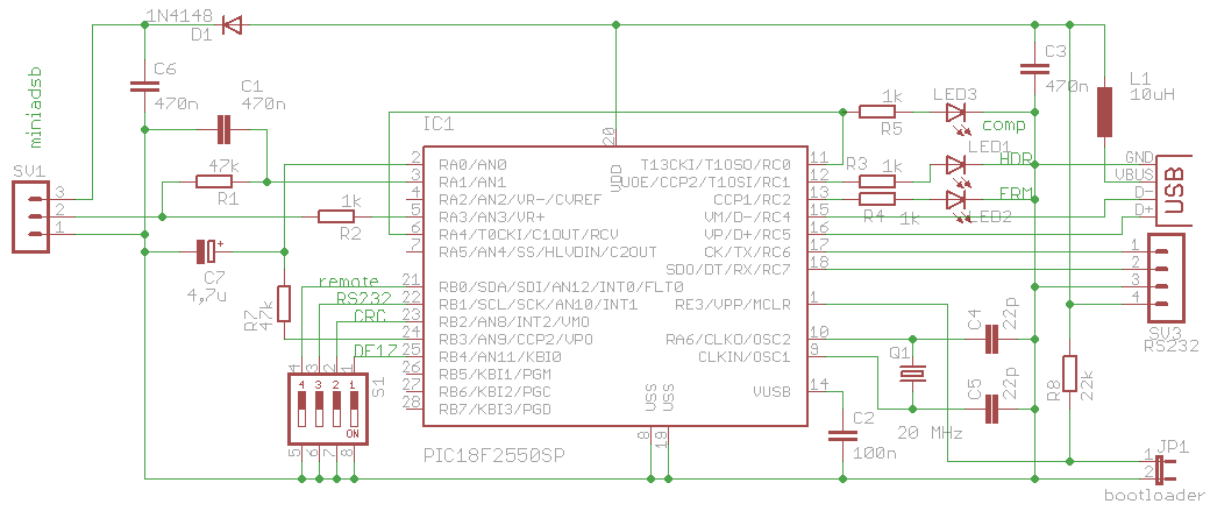 1N4148
D1
miniadsb
C6
470n
C1
470n
C3
470n
L1
10uH
IC1
20
VDD
1k
R5
LED3
comp
SV1
3
2
1
47k
R1
1k
R2
C7
+
4,7u
R7
47k
2 RA0/AN0
3 RA1/AN1
4 RA2/AN2/VR-/CVREF
5 RA3/AN3/VR+
6 RA4/T0CKI/C1OUT/RCV
7 RA5/AN4/SS/HLVDIN/C2OUT
21 RB0/SDA/SDI/AN12/INT0/FLT0
22 RB1/SCL/SCK/AN10/INT1
23 RB2/AN8/INT2/VMO
24 RB3/AN9/CCP2/VPO
25 RB4/AN11/KBI0
26 RB5/KBI1/PGM
27 RB6/KBI2/PGC
28 RB7/KBI3/PGD
T13CKI/T1OSO/RC0 11
UOE/CCP2/T1OSI/RC1 12
CCP1/RC2 13
VM/D-/RC4 15
VP/D+/RC5 16
CK/TX/RC6 17
SDO/DT/RX/RC7 18
RE3/VPP/MCLR 1
RA6/CLKO/OSC2 10
CLKIN/OSC1 9
VUSB 14
VSS
VSS
8
19
PIC18F2550SP
R3
1k
LED1
HDR
R4
1k
LED2
FRM
GND
VBUS
D-
D+
USB
1
2
3
4
SV3
RS232
remote
RS232
CRC
DF17
4 3 2 1
4 3 2 1
ON
5 6 7 8
S1
Q1
20 MHz
C4
22p
C5
22p
C2
100n
R8
22k
JP1
1
2
bootloader